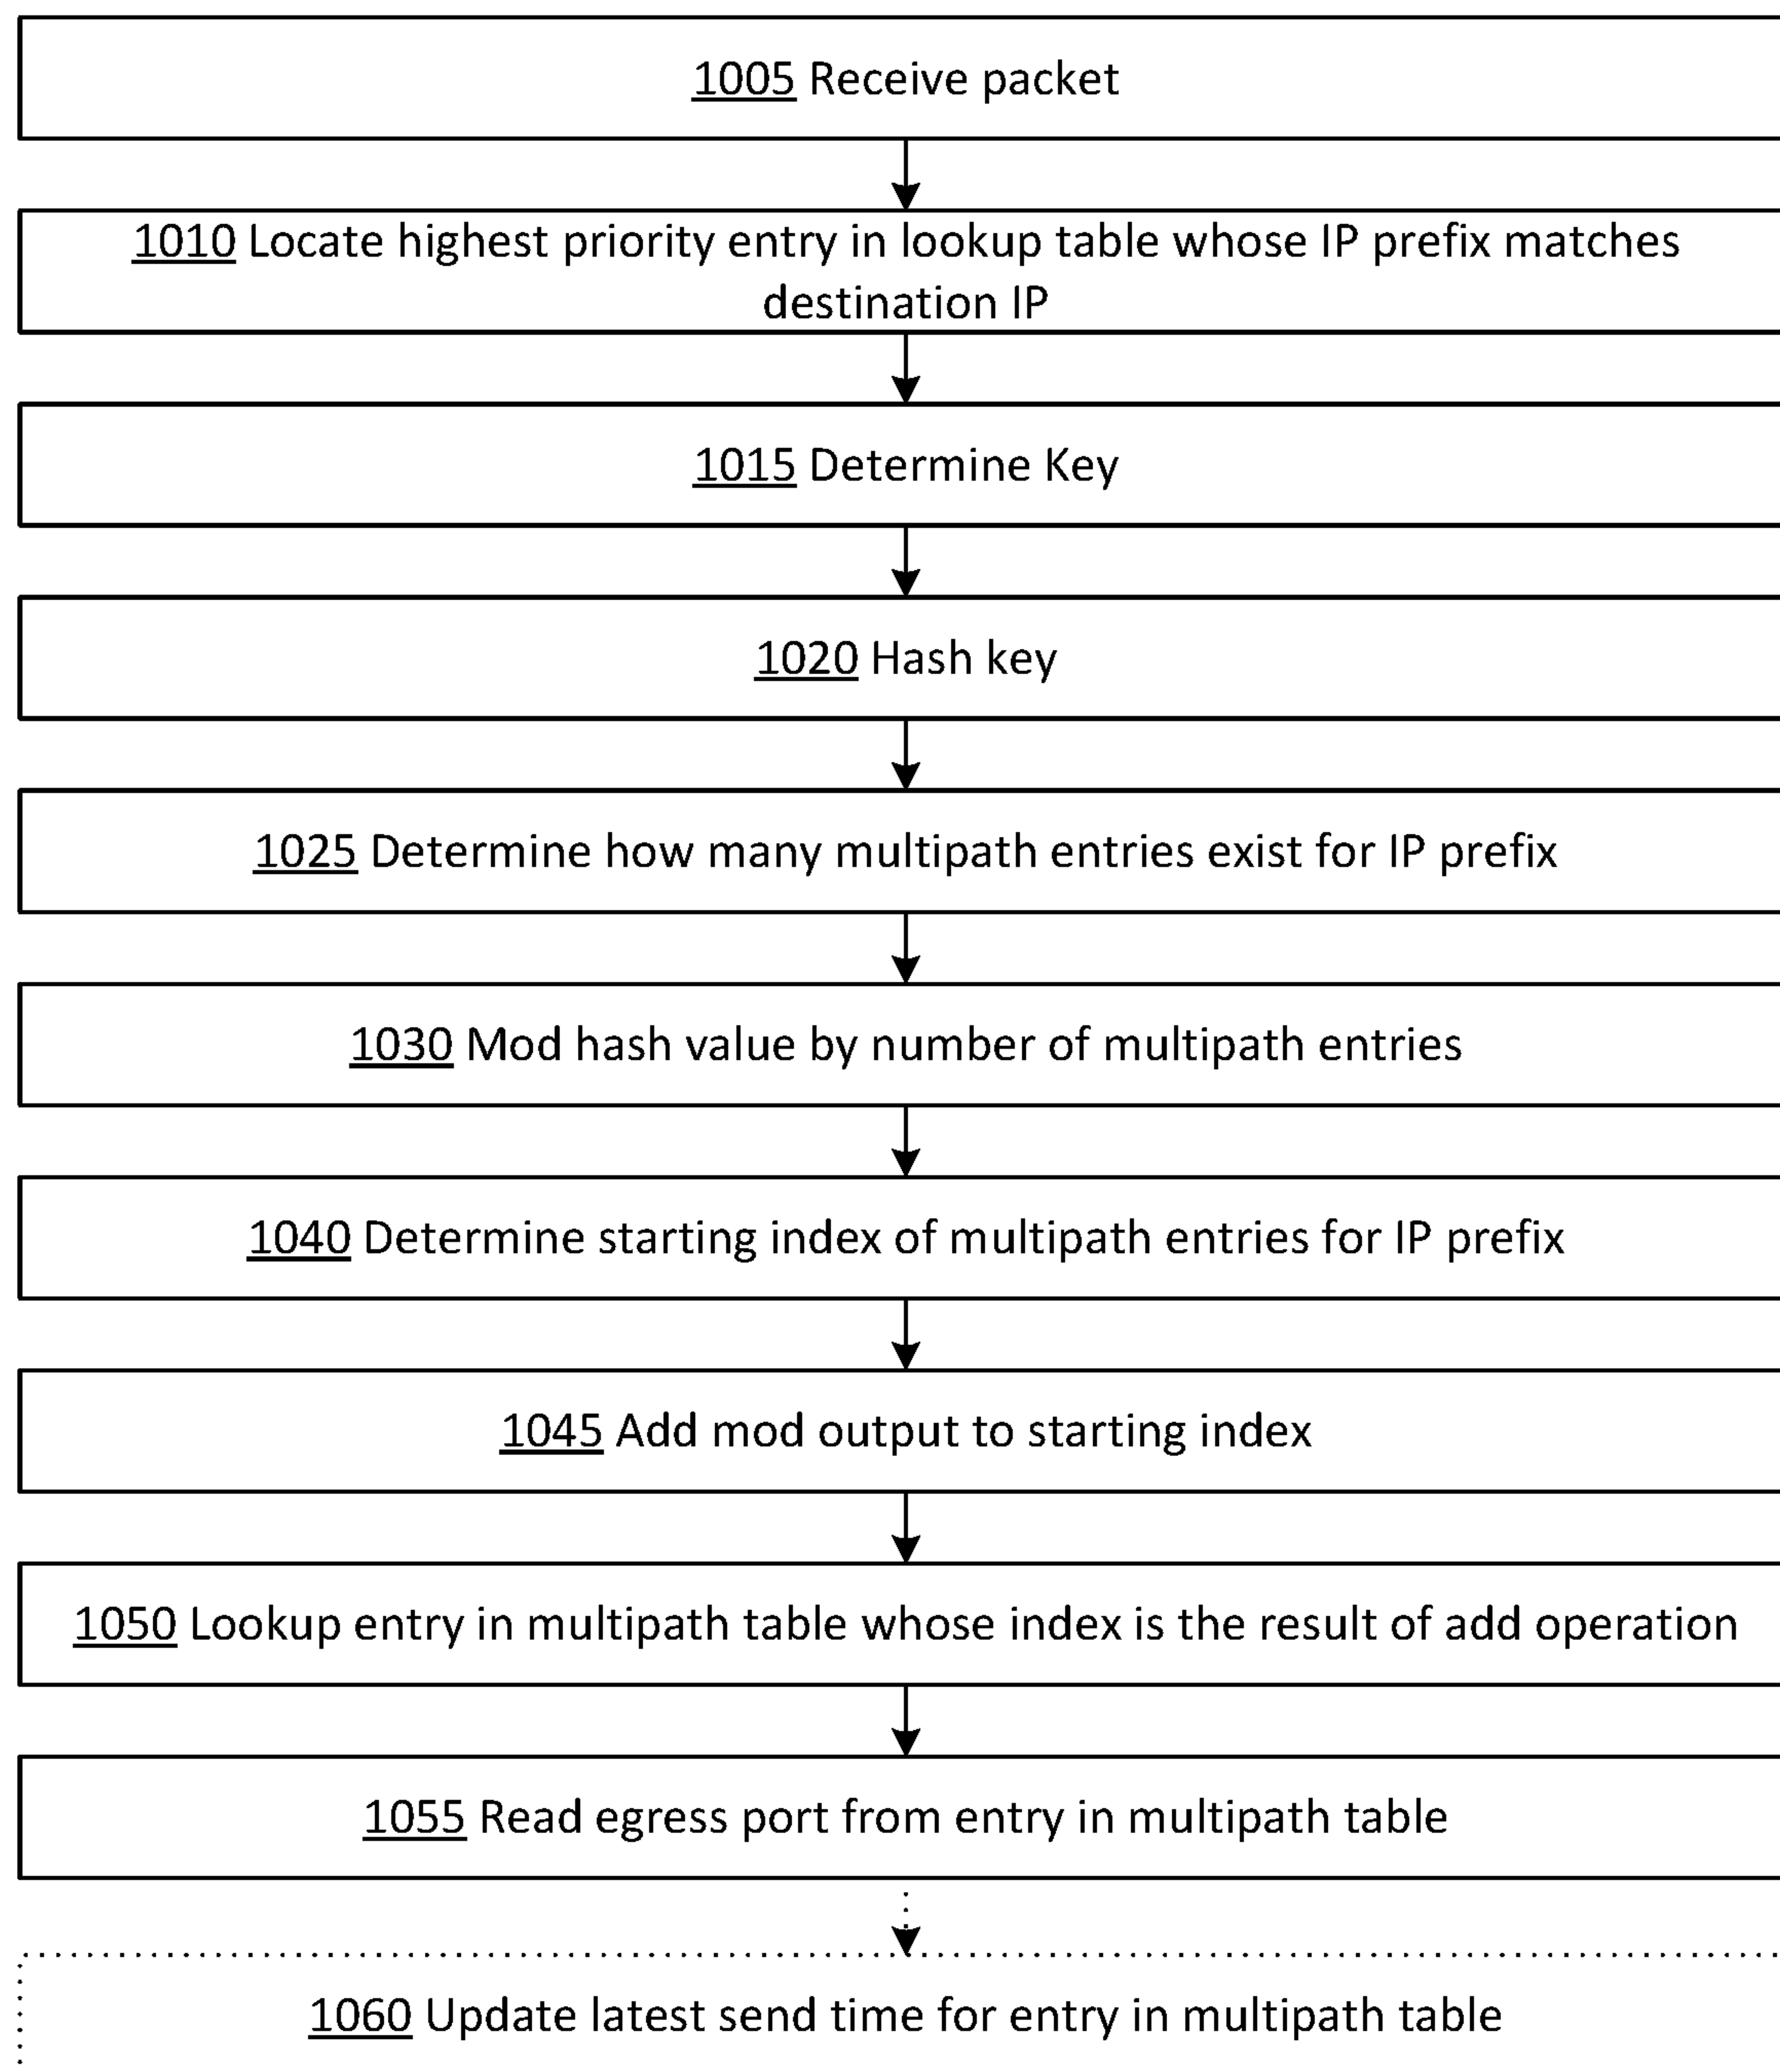 1005 Receive packet
1010 Locate highest priority entry in lookup table whose IP prefix matches
destination IP
1015 Determine Key
1020 Hash key
1025 Determine how many multipath entries exist for IP prefix
1030 Mod hash value by number of multipath entries
1040 Determine starting index of multipath entries for IP prefix
1045 Add mod output to starting index
1050 Lookup entry in multipath table whose index is the result of add operation
1055 Read egress port from entry in multipath table
1060 Update latest send time for entry in multipath table